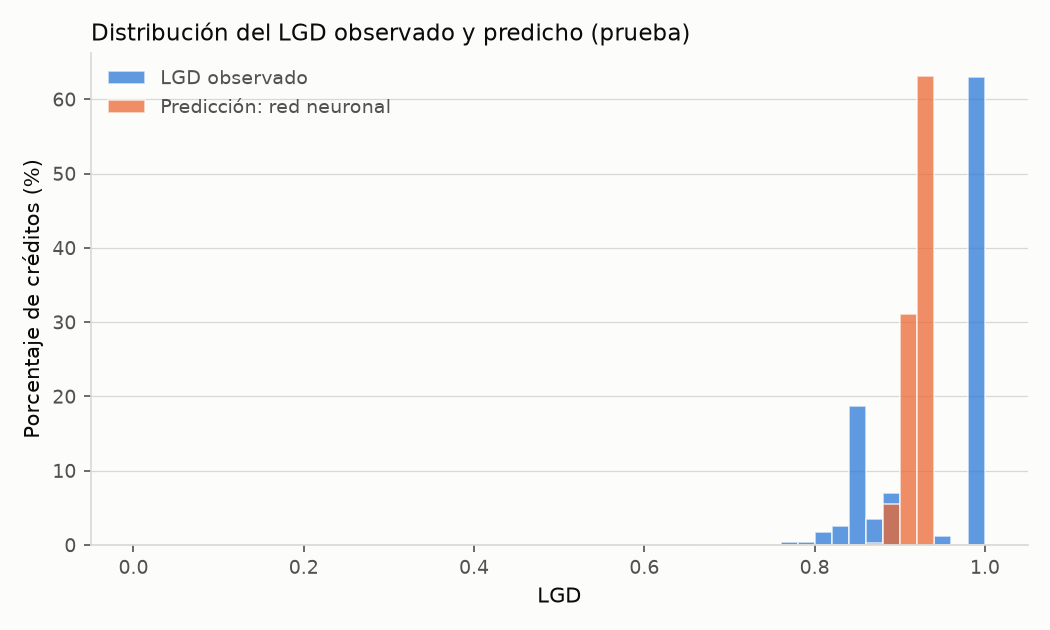 Distribución del LGD observado y predicho (prueba)
LGD observado
Predicción: red neuronal
Porcentaje de créditos (%)
60
50
40
30
20
10
0
0.0 0.2 0.4 0.6 0.8 1.0
LGD